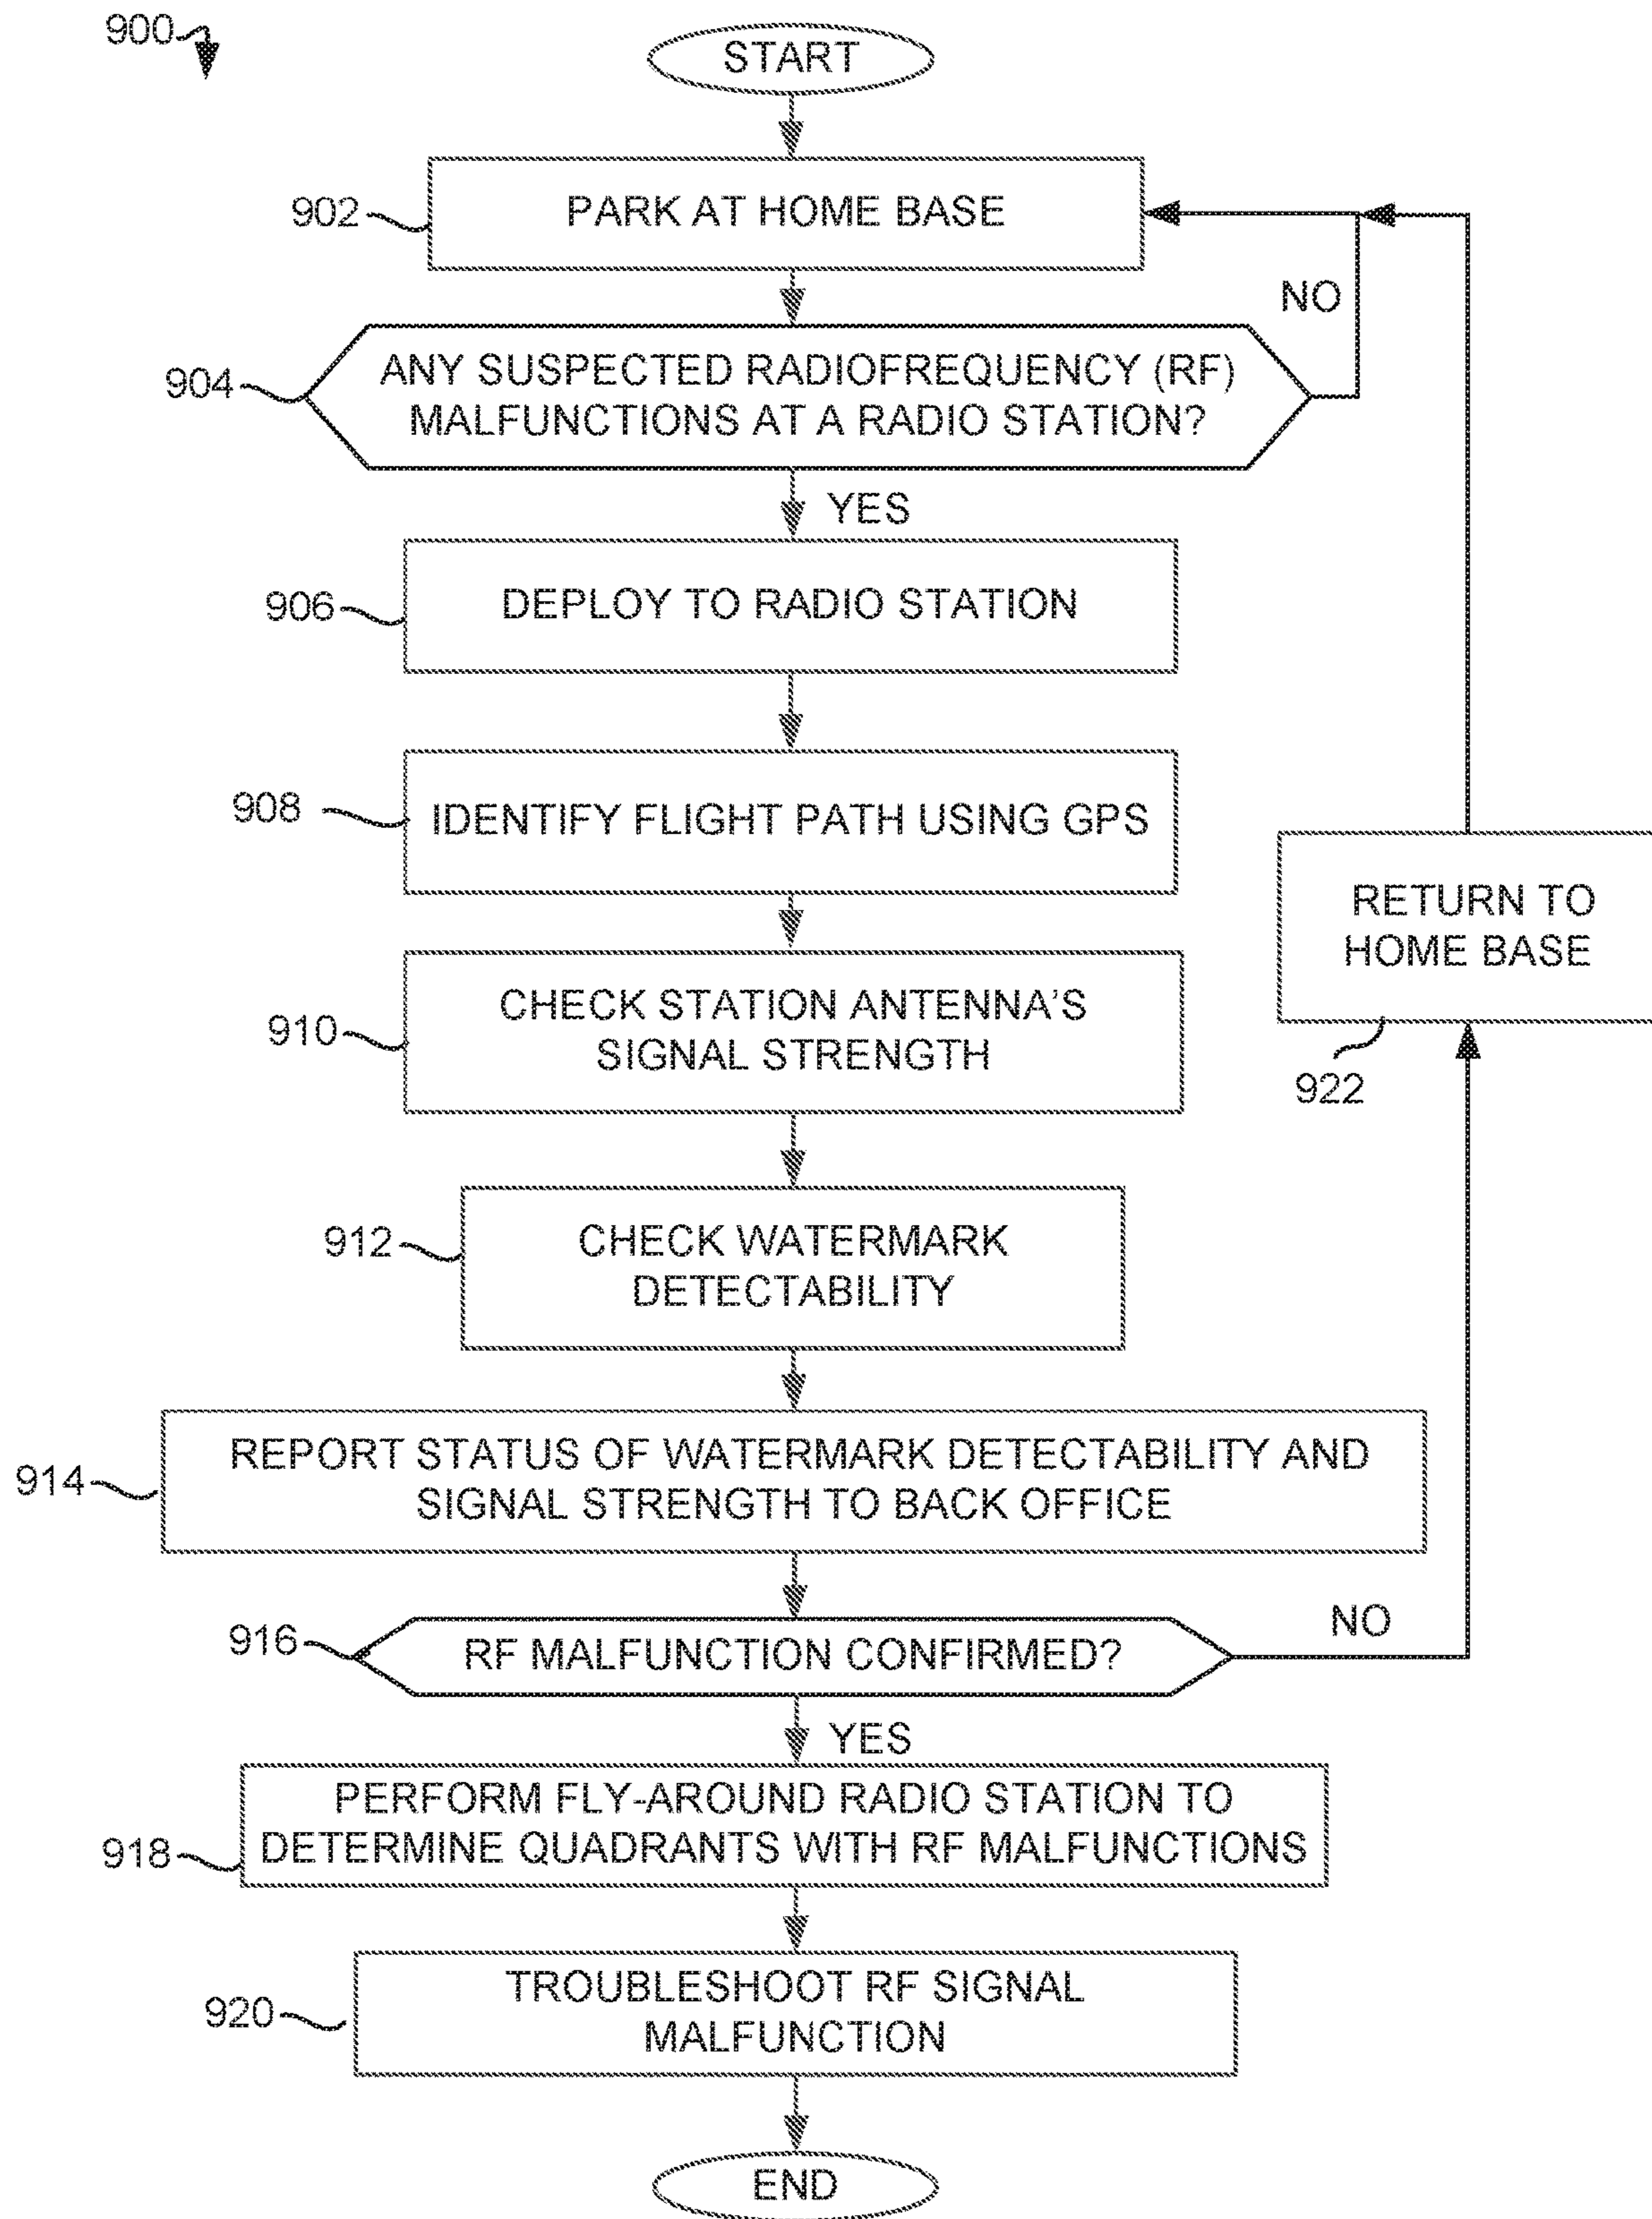 900
START
902
PARK AT HOME BASE
NO
904
ANY SUSPECTED RADIOFREQUENCY (RF)
MALFUNCTIONS AT A RADIO STATION?
YES
906
DEPLOY TO RADIO STATION
908
IDENTIFY FLIGHT PATH USING GPS
RETURN TO
HOME BASE
922
910
CHECK STATION ANTENNA'S
SIGNAL STRENGTH
912
CHECK WATERMARK
DETECTABILITY
914
REPORT STATUS OF WATERMARK DETECTABILITY AND
SIGNAL STRENGTH TO BACK OFFICE
916
RF MALFUNCTION CONFIRMED?
NO
YES
918
PERFORM FLY-AROUND RADIO STATION TO
DETERMINE QUADRANTS WITH RF MALFUNCTIONS
920
TROUBLESHOOT RF SIGNAL
MALFUNCTION
END